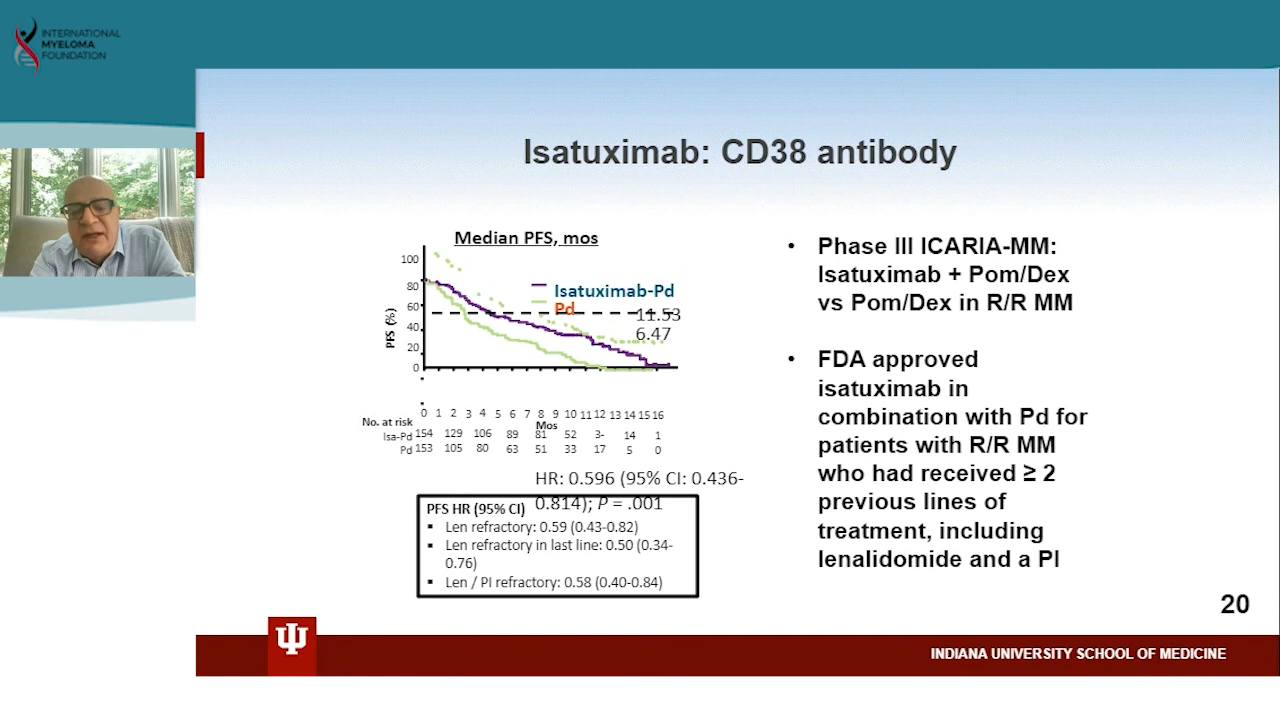 INTERNATIONAL
MYELOMA
FOUNDATION
Isatuximab: CD38 antibody
Median PFS, mos
PFS (%)
100
80
60
40
20
0
Isatuximab-Pd
Pd
11.53
6.47
0 1 2 3 4 5 6 7 8 9 10 11 12 13 14 15 16
Mos
No. at risk
Isa-Pd 154 129 106 89 81 52 3- 14 1
Pd 153 105 80 63 51 33 17 5 0
HR: 0.596 (95% CI: 0.436-
0.814); P = .001
PFS HR (95% CI)
▪ Len refractory: 0.59 (0.43-0.82)
▪ Len refractory in last line: 0.50 (0.34-
0.76)
▪ Len / PI refractory: 0.58 (0.40-0.84)
• Phase III ICARIA-MM:
Isatuximab + Pom/Dex
vs Pom/Dex in R/R MM
• FDA approved
isatuximab in
combination with Pd for
patients with R/R MM
who had received ≥ 2
previous lines of
treatment, including
lenalidomide and a PI
20
INDIANA UNIVERSITY SCHOOL OF MEDICINE